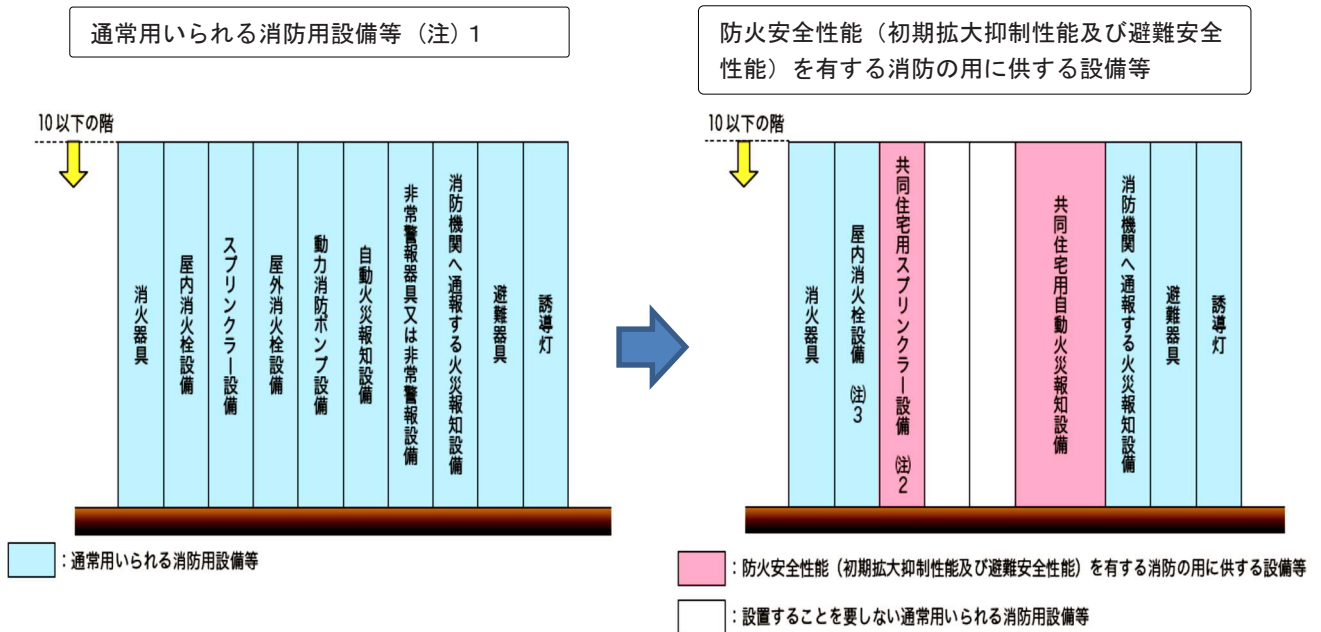 通常用いられる消防用設備等（注）1
防火安全性能（初期拡大抑制性能及び避難安全
性能）を有する消防の用に供する設備等
10以下の階
消火器具
屋内消火栓設備
スプリンクラー設備
屋外消火栓設備
動力消防ポンプ設備
自動火災報知設備
非常警報器具又は非常警報設備
消防機関へ通報する火災報知設備
避難器具
誘導灯
：通常用いられる消防用設備等
10以下の階
消火器具
屋内消火栓設備 （注）3
共同住宅用スプリンクラー設備 （注）2
共同住宅用自動火災報知設備
消防機関へ通報する火災報知設備
避難器具
誘導灯
：防火安全性能（初期拡大抑制性能及び避難安全性能）を有する消防の用に供する設備等
：設置することを要しない通常用いられる消防用設備等